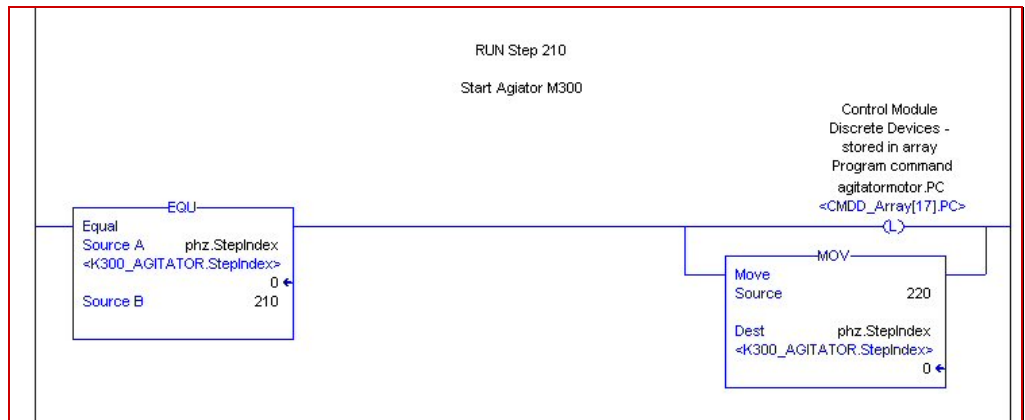 RUN Step 210
Start Agiator M300
Control Module
Discrete Devices -
stored in array
Program command
agitatormotor.PC
<CMDD_Array[17].PC>
L
EQU
Equal
Source A phz.StepIndex
<K300_AGITATOR.StepIndex>
0
Source B 210
MOV
Move
Source 220
Dest phz.StepIndex
<K300_AGITATOR.StepIndex>
0